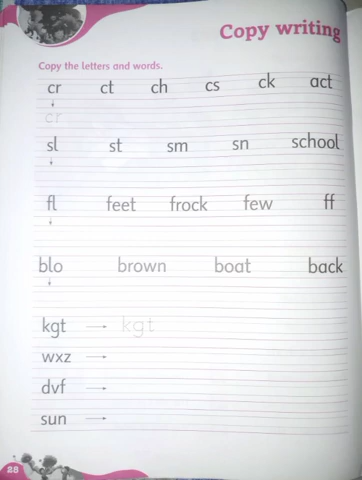 Copy writing
Copy the letters and words.
cr ct ch cs ck act
cr
sl st sm sn school
fl feet frock few ff
blo brown boat back
kgt kgt
wxz
dvf
sun
28